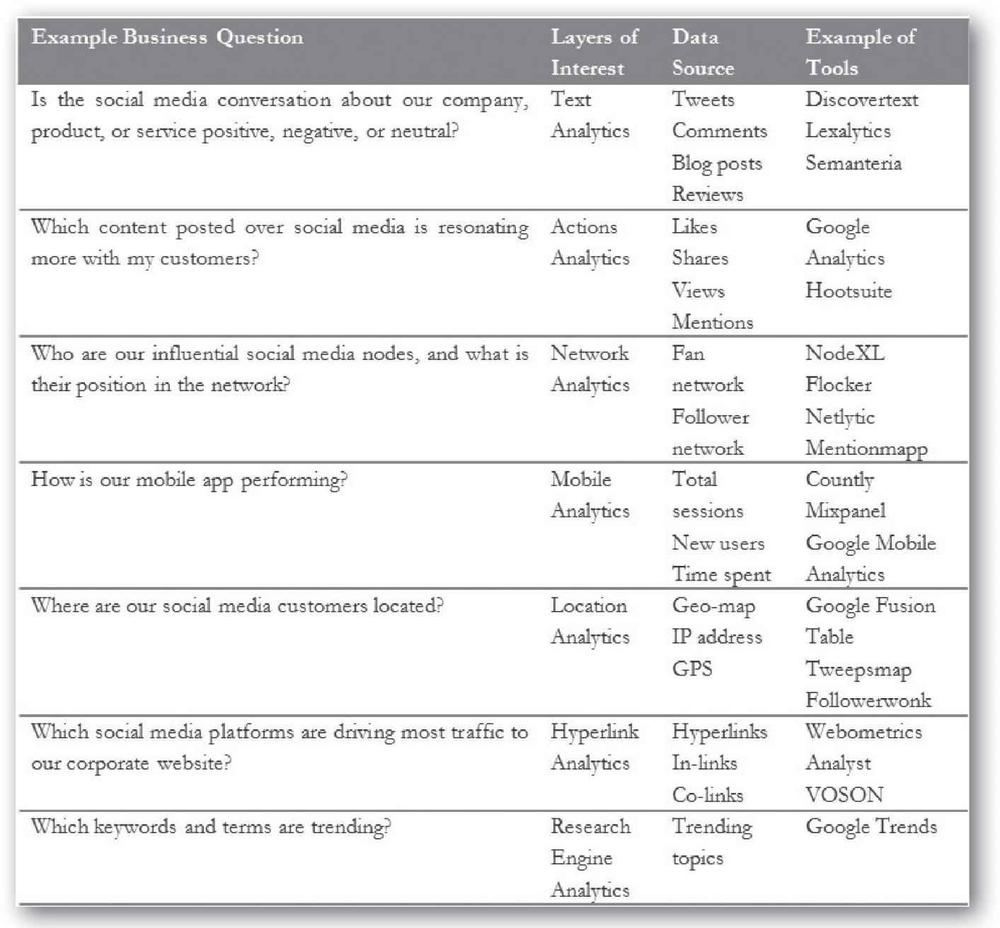 Example Business Question
Layers of
Interest
Data
Source
Example of
Tools
Is the social media conversation about our company,
product, or service positive, negative, or neutral?
Text
Analytics
Tweets
Comments
Blog posts
Reviews
Discovertext
Lexalytics
Semanteria
Which content posted over social media is resonating
more with my customers?
Actions
Analytics
Likes
Shares
Views
Mentions
Google
Analytics
Hootsuite
Who are our influential social media nodes, and what is
their position in the network?
Network
Analytics
Fan
network
Follower
network
NodeXL
Flocker
Netlytic
Mentionmapp
How is our mobile app performing?
Mobile
Analytics
Total
sessions
New users
Time spent
Countly
Mixpanel
Google Mobile
Analytics
Where are our social media customers located?
Location
Analytics
Geo-map
IP address
GPS
Google Fusion
Table
Tweepsmap
Followerwonk
Which social media platforms are driving most traffic to
our corporate website?
Hyperlink
Analytics
Hyperlinks
In-links
Co-links
Webometrics
Analyst
VOSON
Which keywords and terms are trending?
Research
Engine
Analytics
Trending
topics
Google Trends